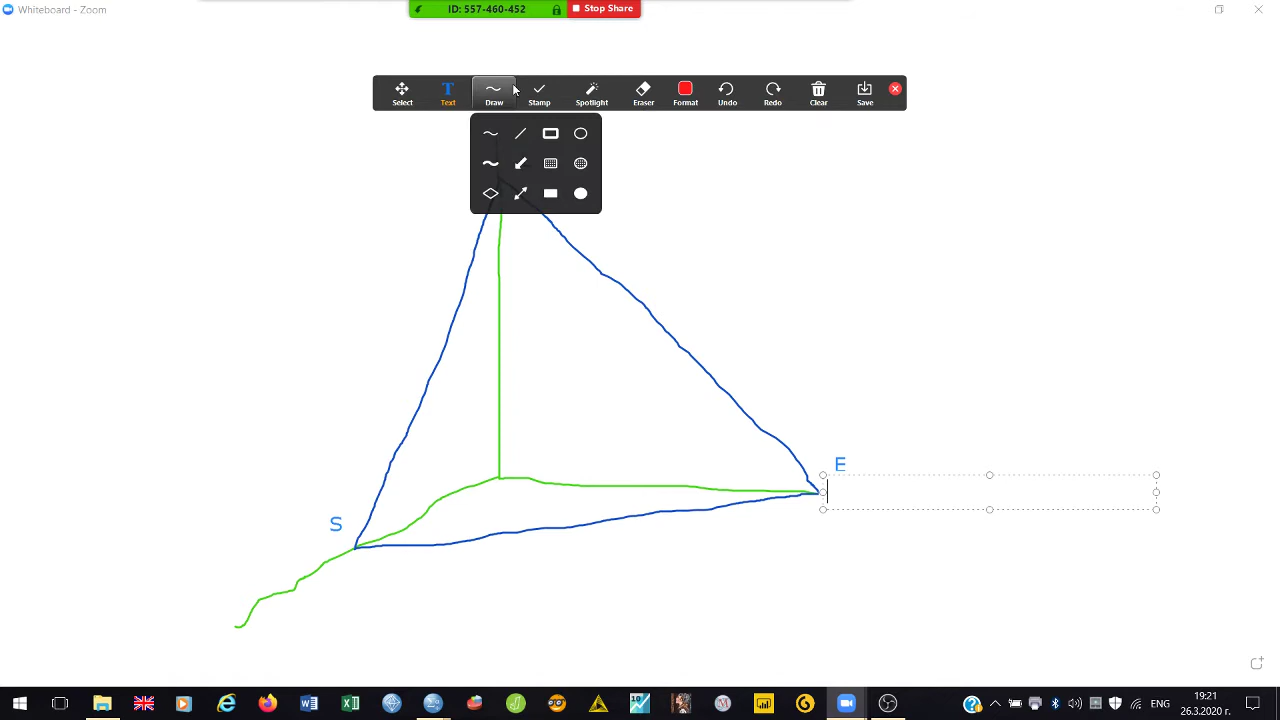 Whiteboard - Zoom
ID: 557-460-452
Stop Share
Select
Text
Draw
Stamp
Spotlight
Eraser
Format
Undo
Redo
Clear
Save
E
S
10
19:21
ENG
26.3.2020 г.